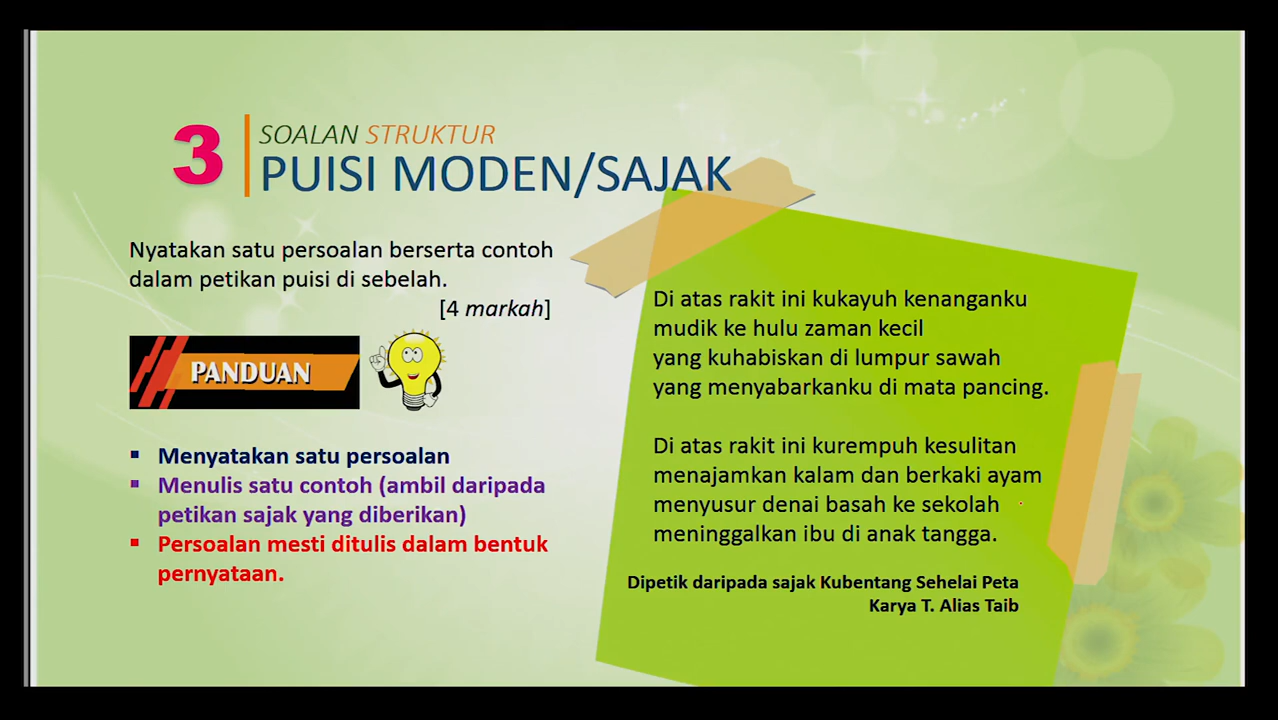 3
SOALAN STRUKTUR
PUISI MODEN/SAJAK
Nyatakan satu persoalan berserta contoh
dalam petikan puisi di sebelah.
[4 markah]
PANDUAN
▪ Menyatakan satu persoalan
▪ Menulis satu contoh (ambil daripada
petikan sajak yang diberikan)
▪ Persoalan mesti ditulis dalam bentuk
pernyataan.
Di atas rakit ini kukayuh kenanganku
mudik ke hulu zaman kecil
yang kuhabiskan di lumpur sawah
yang menyabarkanku di mata pancing.
Di atas rakit ini kurempuh kesulitan
menajamkan kalam dan berkaki ayam
menyusur denai basah ke sekolah
meninggalkan ibu di anak tangga.
Dipetik daripada sajak Kubentang Sehelai Peta
Karya T. Alias Taib